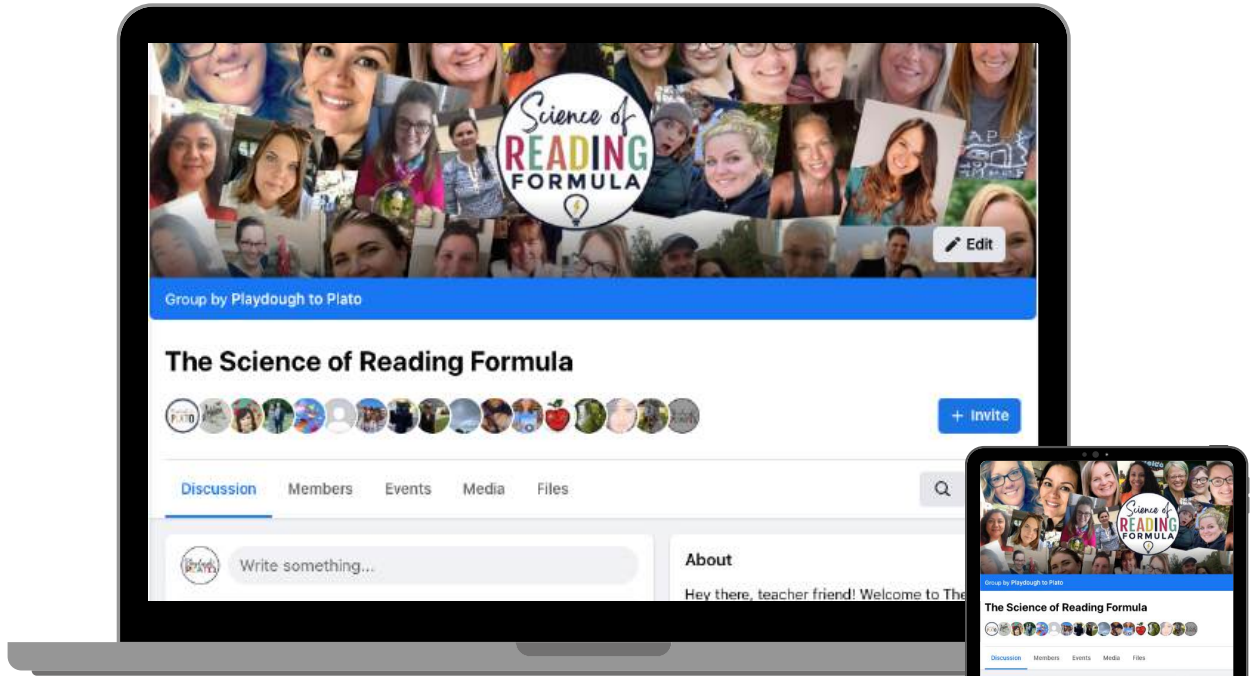 Science of
READING
FORMULA
Edit
Group by Playdough to Plato
The Science of Reading Formula
+ Invite
Discussion Members Events Media Files
Write something...
About
Hey there, teacher friend! Welcome to The
Science of
READING
FORMULA
Group by Playdough to Plato
The Science of Reading Formula
Discussion Members Events Media Files